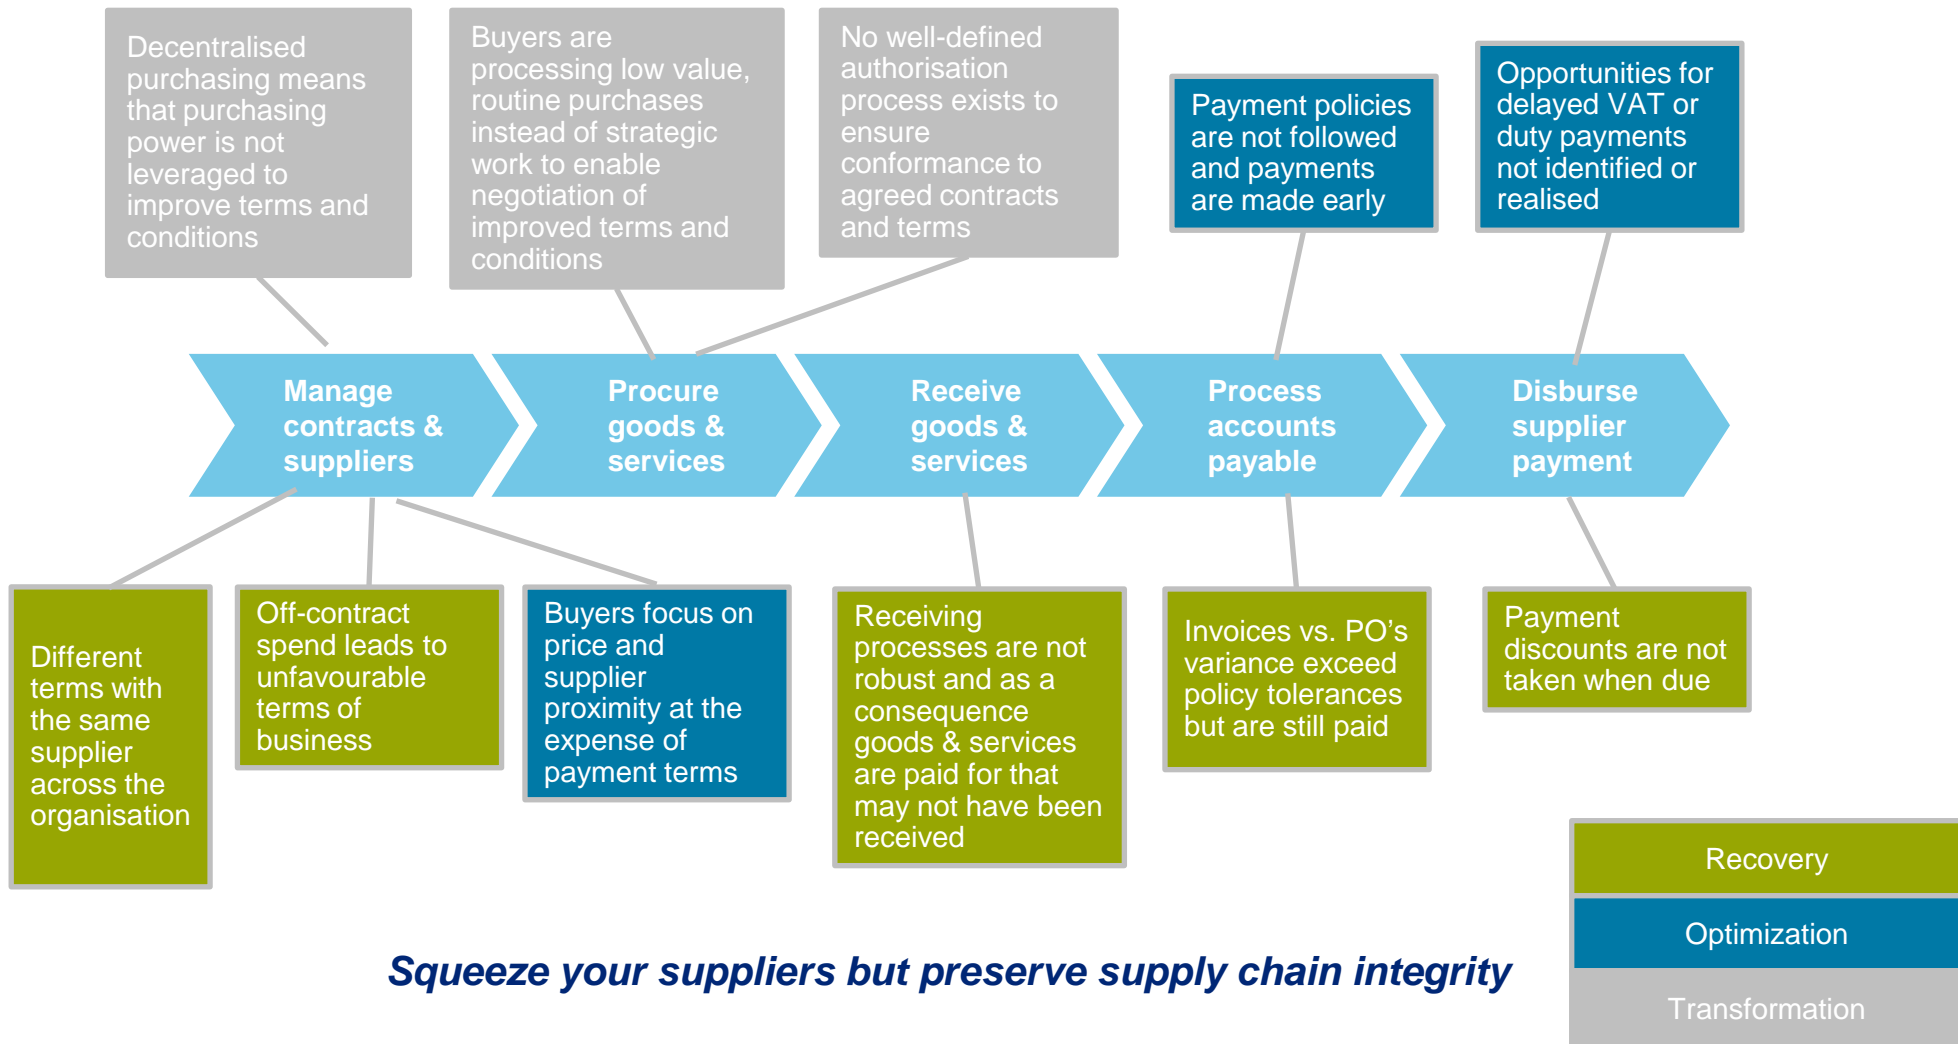 Decentralised
purchasing means
that purchasing
power is not
leveraged to
improve terms and
conditions
Buyers are
processing low value,
routine purchases
instead of strategic
work to enable
negotiation of
improved terms and
conditions
No well-defined
authorisation
process exists to
ensure
conformance to
agreed contracts
and terms
Payment policies
are not followed
and payments
are made early
Opportunities for
delayed VAT or
duty payments
not identified or
realised
Manage
contracts &
suppliers
Procure
goods &
services
Receive
goods &
services
Process
accounts
payable
Disburse
supplier
payment
Different
terms with
the same
supplier
across the
organisation
Off-contract
spend leads to
unfavourable
terms of
business
Buyers focus on
price and
supplier
proximity at the
expense of
payment terms
Receiving
processes are not
robust and as a
consequence
goods & services
are paid for that
may not have been
received
Invoices vs. PO’s
variance exceed
policy tolerances
but are still paid
Payment
discounts are not
taken when due
Recovery
Optimization
Transformation
Squeeze your suppliers but preserve supply chain integrity